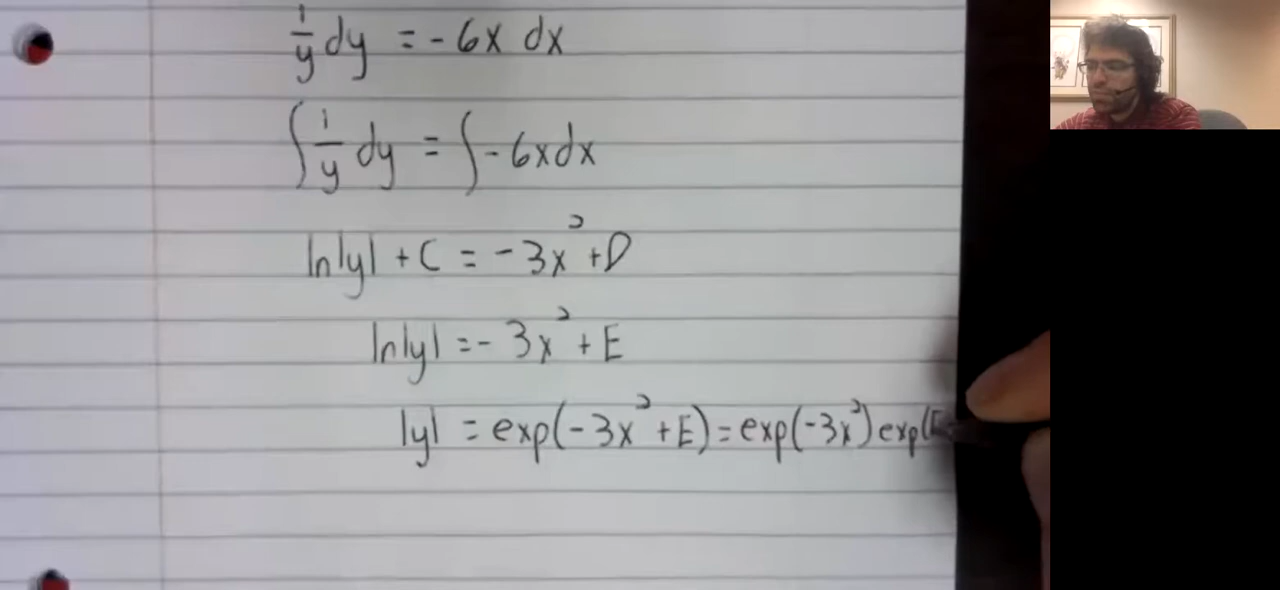 1/y dy = -6x dx
∫ 1/y dy = ∫ -6x dx
ln|y| + C = -3x² + D
ln|y| = -3x² + E
|y| = exp(-3x² + E) = exp(-3x²) exp(E